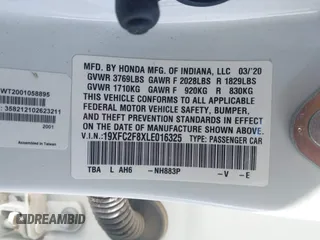 WT2001058895
358212102623211
2001
MFD. BY HONDA MFG. OF INDIANA, LLC 03/'20
GVWR 3769LBS GAWR F 2028LBS R 1829LBS
GVWR 1710KG GAWR F 920KG R 830KG
THIS VEHICLE CONFORMS TO ALL APPLICABLE
FEDERAL MOTOR VEHICLE SAFETY, BUMPER,
AND THEFT PREVENTION STANDARDS IN EFFECT
ON THE DATE OF MANUFACTURE SHOWN ABOVE.
V.I.N.:19XFC2F8XLE016325 TYPE: PASSENGER CAR
TBA L AH6 -NH883P -V -E
DREAMBID